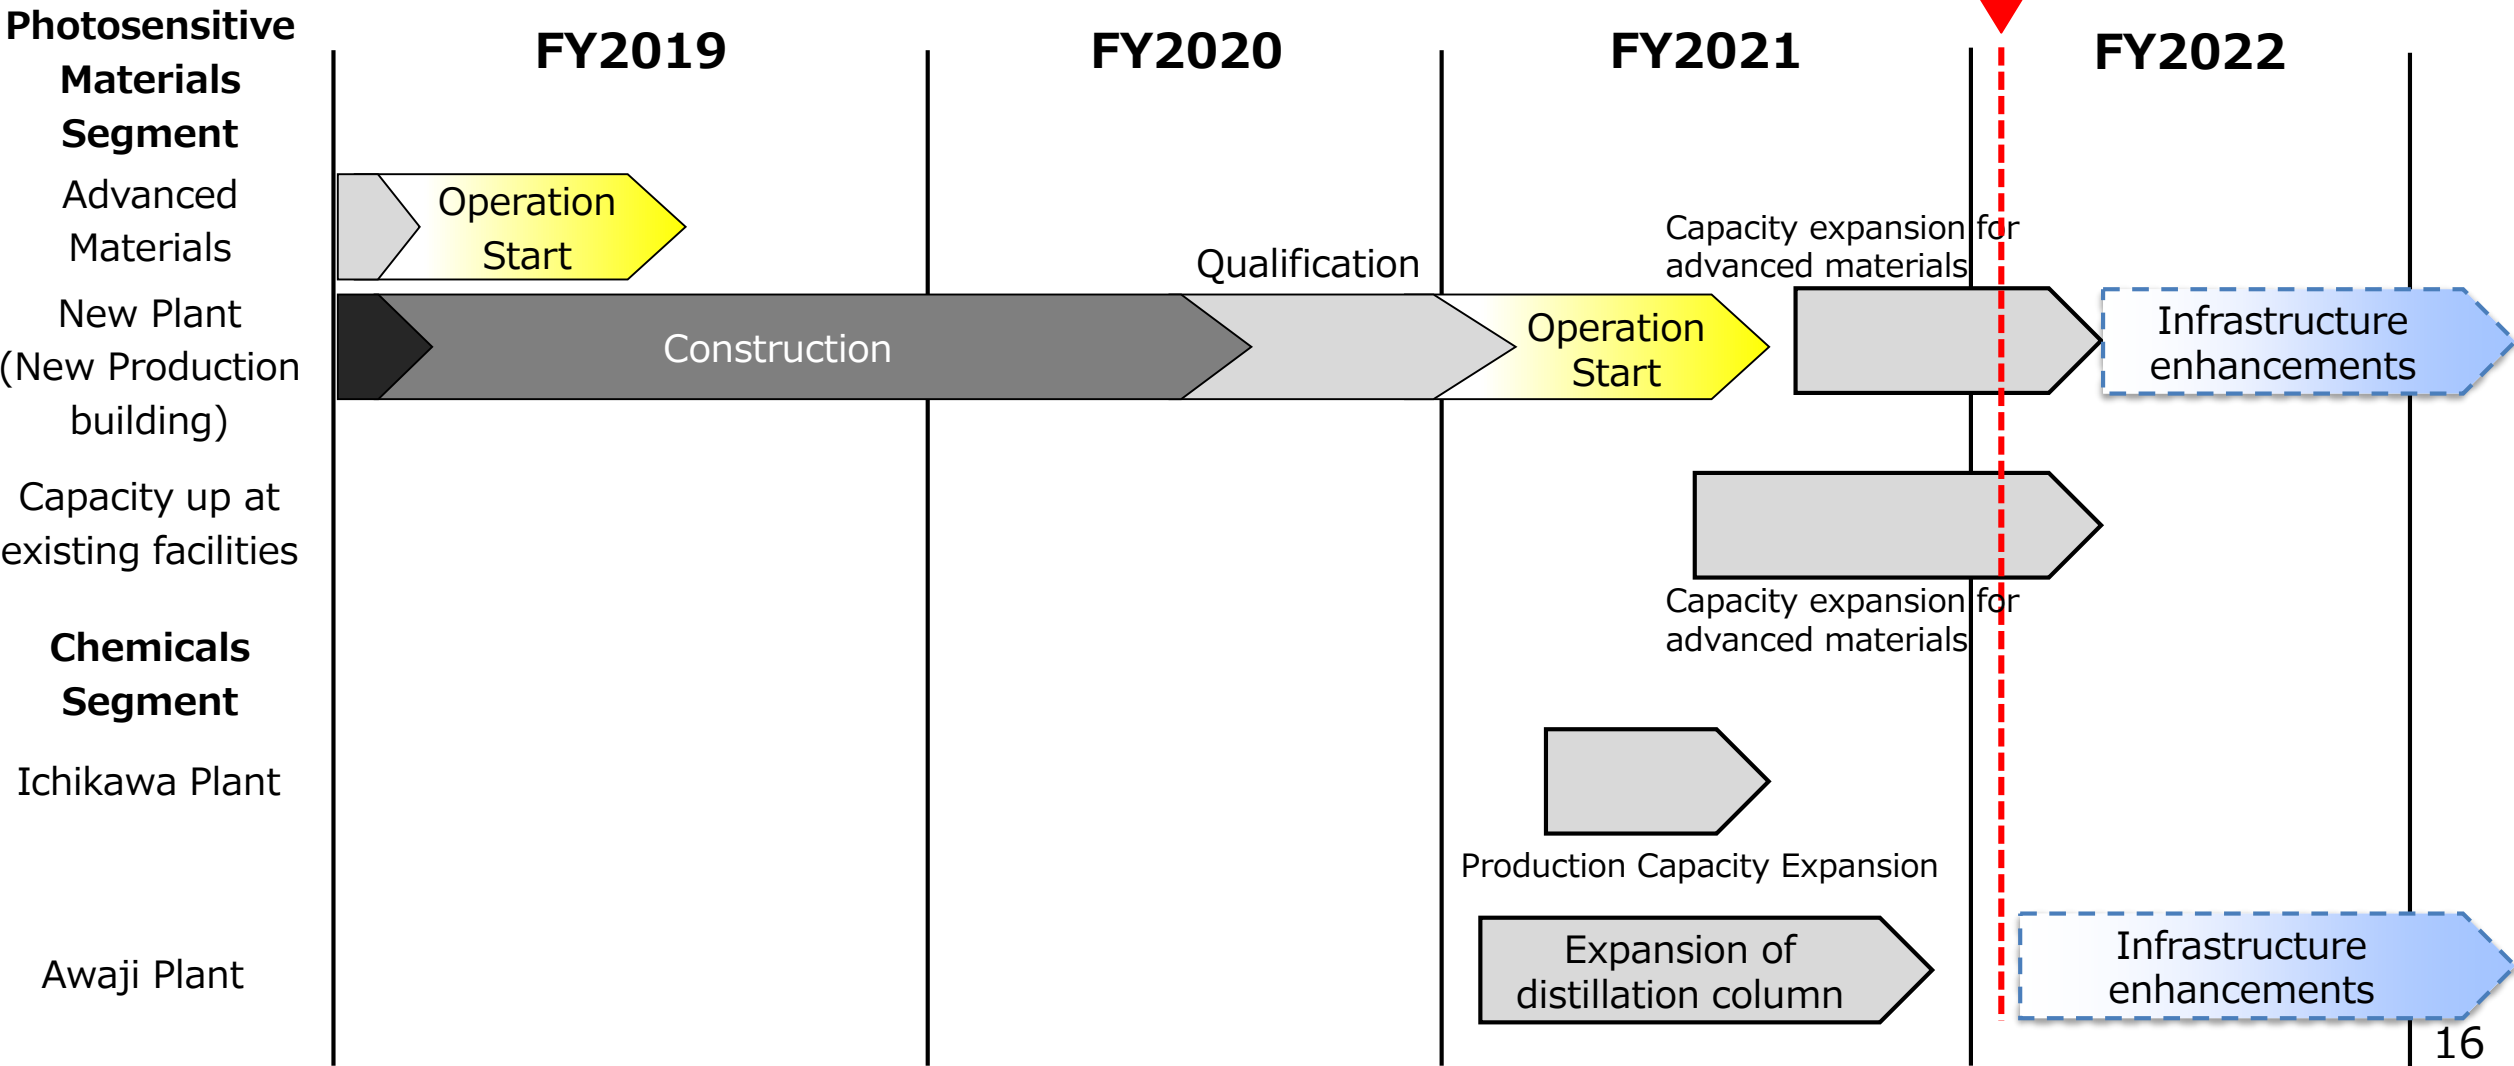 Photosensitive
Materials
Segment
FY2019
FY2020
FY2021
FY2022
Advanced
Materials
Operation
Start
New Plant
(New Production
building)
Construction
Qualification
Operation
Start
Capacity expansion for
advanced materials
Infrastructure
enhancements
Capacity up at
existing facilities
Capacity expansion for
advanced materials
Chemicals
Segment
Ichikawa Plant
Production Capacity Expansion
Awaji Plant
Expansion of
distillation column
Infrastructure
enhancements
16